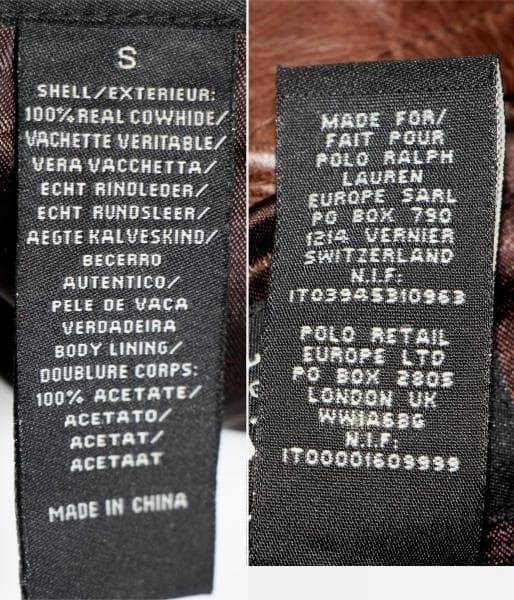 S
SHELL/EXTERIEUR:
100% REAL COWHIDE/
VACHETTE VERITABLE/
VERA VACCHETTA/
ECHT RINDLEDER/
ECHT RUNDSLEER/
AEGTE KALVESKIND/
BECERRO
AUTENTICO/
PELE DE VACA
VERDADEIRA
BODY LINING/
DOUBLURE CORPS:
100% ACETATE/
ACETATO/
ACETAT/
ACETAAT
MADE IN CHINA
MADE FOR/
FAIT POUR
POLO RALPH
LAUREN
EUROPE SARL
PO BOX 790
1214 VERNIER
SWITZERLAND
N.I.F:
IT03945310963
POLO RETAIL
EUROPE LTD
PO BOX 2805
LONDON UK
WW1A6BG
N.I.F:
IT00001609999